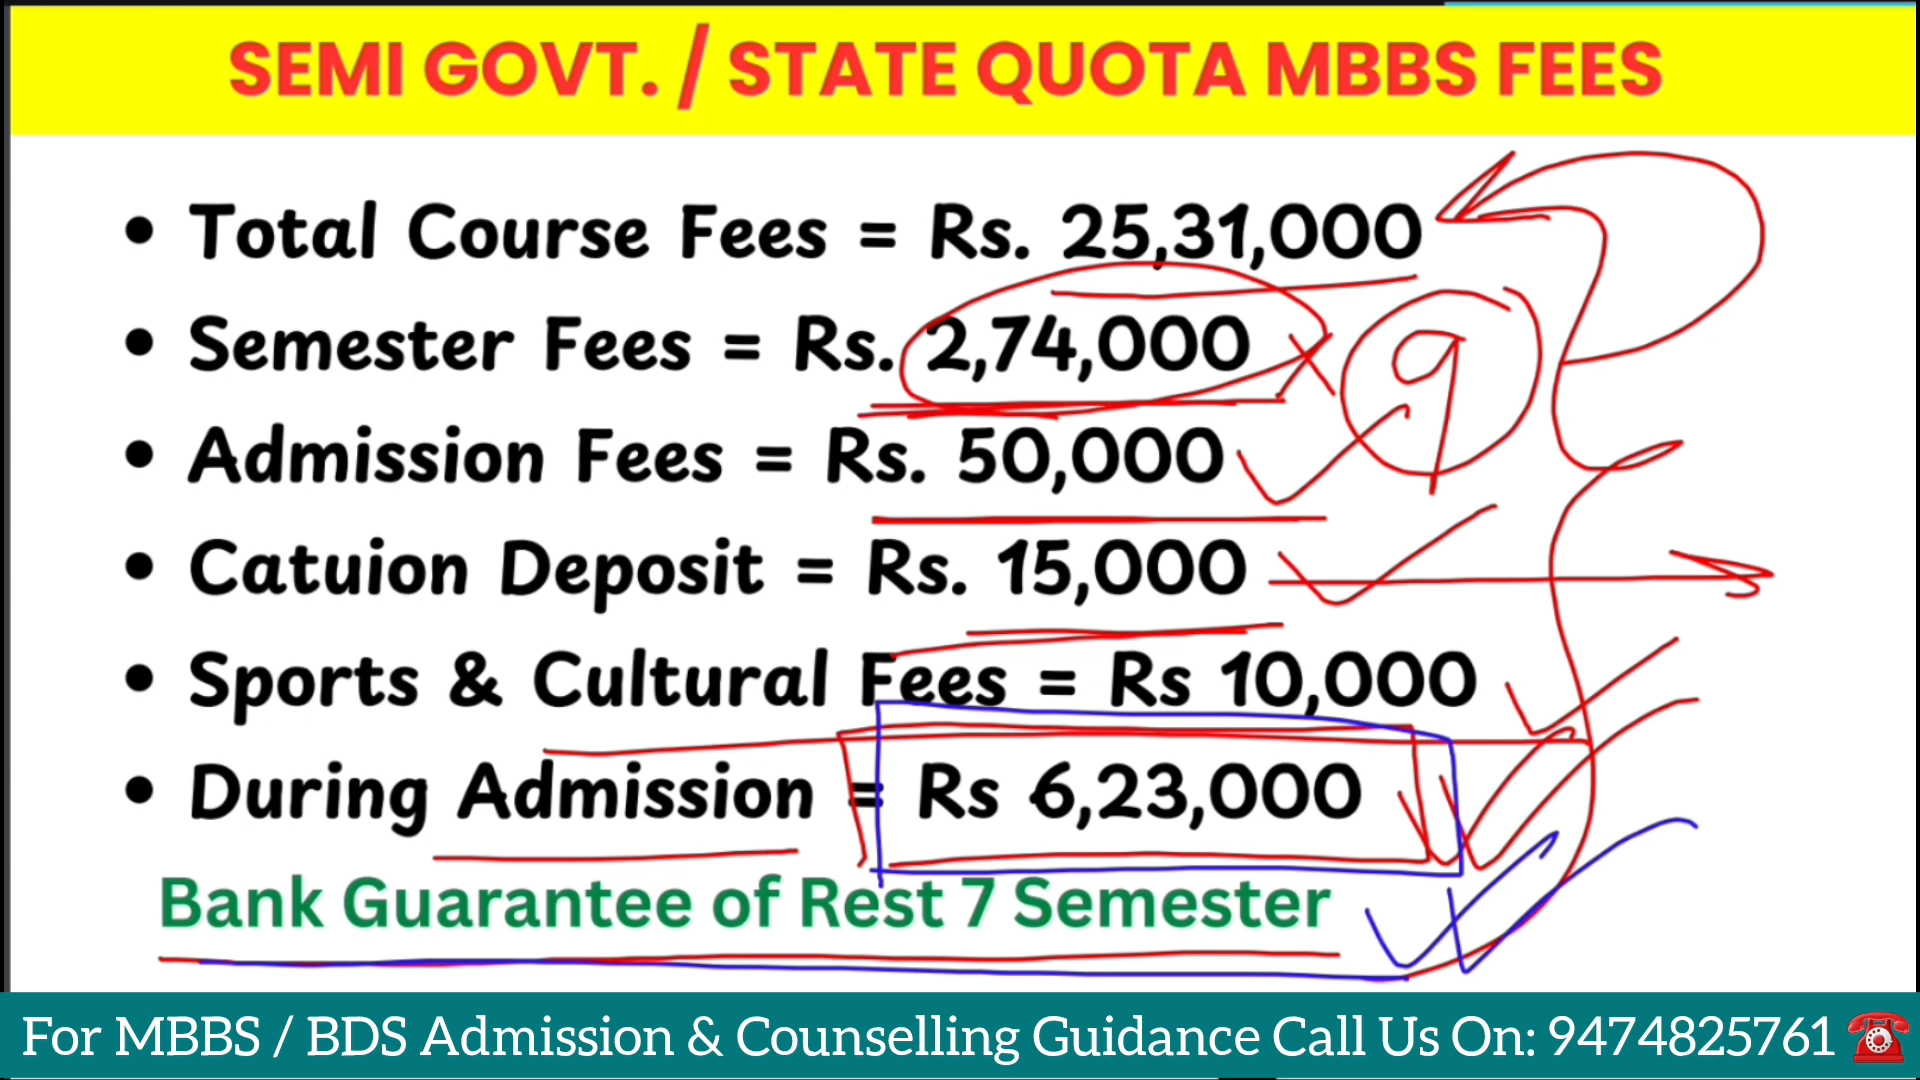 SEMI GOVT. / STATE QUOTA MBBS FEES
• Total Course Fees = Rs. 25,31,000
• Semester Fees = Rs. 2,74,000
9
• Admission Fees = Rs. 50,000
• Catuion Deposit = Rs. 15,000
• Sports & Cultural Fees = Rs 10,000
• During Admission = Rs 6,23,000
Bank Guarantee of Rest 7 Semester
For MBBS / BDS Admission & Counselling Guidance Call Us On: 9474825761 ☎️